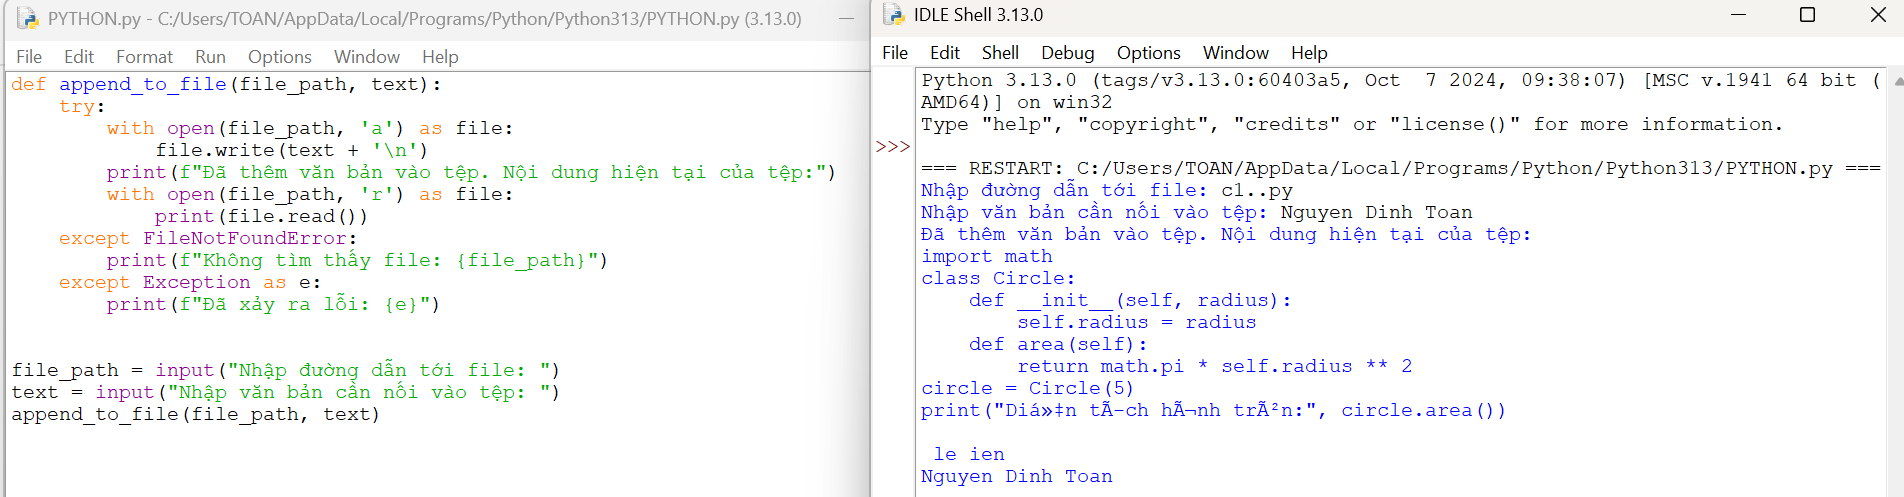 PYTHON.py - C:/Users/TOAN/AppData/Local/Programs/Python/Python313/PYTHON.py (3.13.0)
File Edit Format Run Options Window Help
def append_to_file(file_path, text):
    try:
        with open(file_path, 'a') as file:
            file.write(text + '\n')
        print(f"Đã thêm văn bản vào tệp. Nội dung hiện tại của tệp:")
        with open(file_path, 'r') as file:
            print(file.read())
    except FileNotFoundError:
        print(f"Không tìm thấy file: {file_path}")
    except Exception as e:
        print(f"Đã xảy ra lỗi: {e}")
file_path = input("Nhập đường dẫn tới file: ")
text = input("Nhập văn bản cần nối vào tệp: ")
append_to_file(file_path, text)
IDLE Shell 3.13.0
File Edit Shell Debug Options Window Help
Python 3.13.0 (tags/v3.13.0:60403a5, Oct  7 2024, 09:38:07) [MSC v.1941 64 bit (
AMD64)] on win32
Type "help", "copyright", "credits" or "license()" for more information.
>>>
=== RESTART: C:/Users/TOAN/AppData/Local/Programs/Python/Python313/PYTHON.py ===
Nhập đường dẫn tới file: c1..py
Nhập văn bản cần nối vào tệp: Nguyen Dinh Toan
Đã thêm văn bản vào tệp. Nội dung hiện tại của tệp:
import math
class Circle:
    def __init__(self, radius):
        self.radius = radius
    def area(self):
        return math.pi * self.radius ** 2
circle = Circle(5)
print("Diá»‡n tÃ­ch hÃ¬nh trÃ²n:", circle.area())
 le ien
Nguyen Dinh Toan